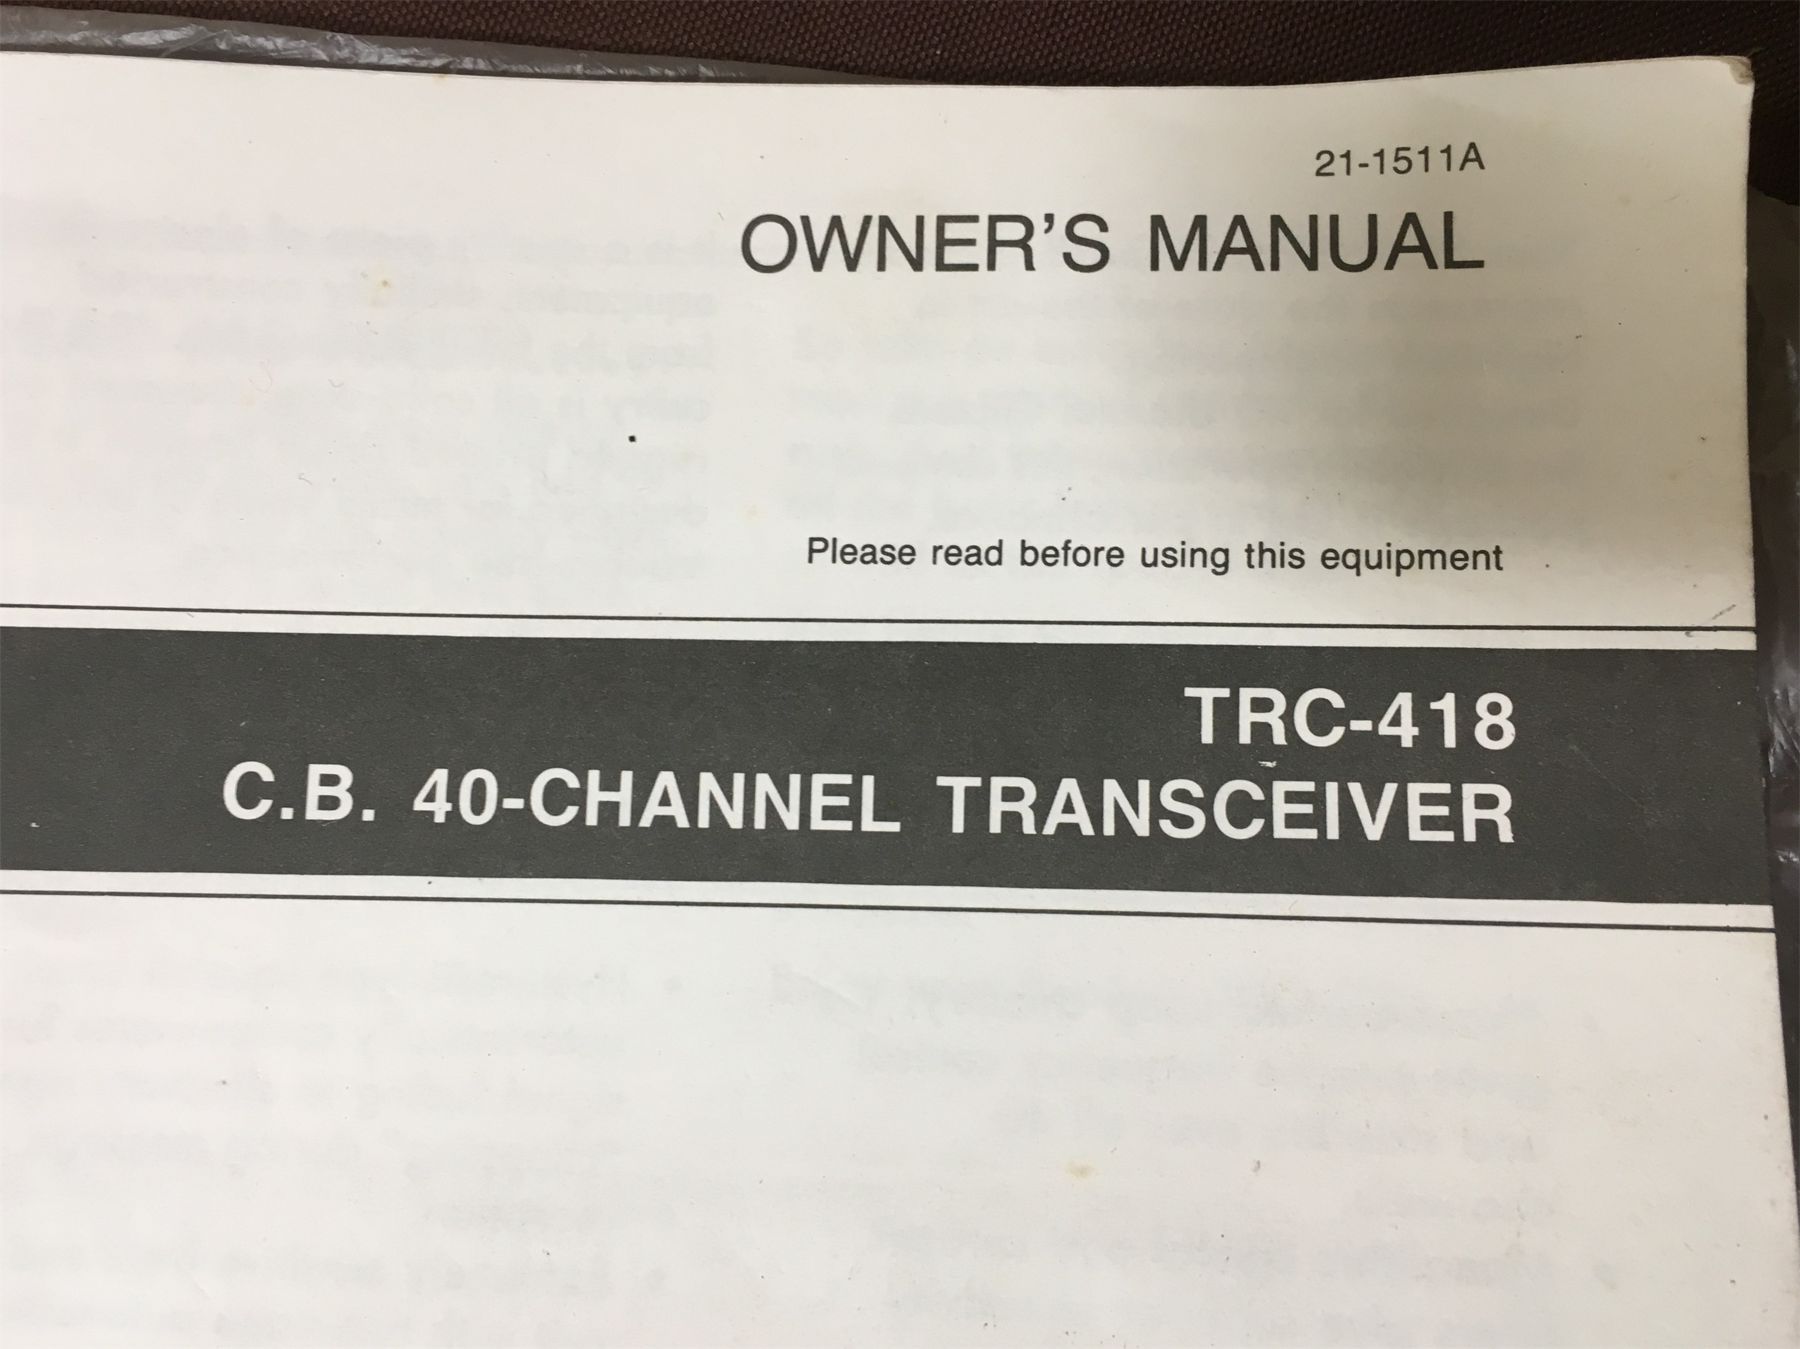 21-1511A
OWNER'S MANUAL
Please read before using this equipment
TRC-418
C.B. 40-CHANNEL TRANSCEIVER